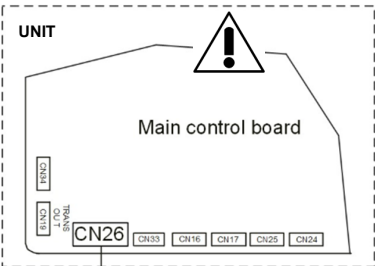 UNIT
Main control board
CN34
CN19
TRANS
OUT
CN26
CN33
CN16
CN17
CN25
CN24